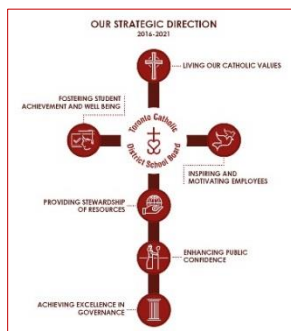 OUR STRATEGIC DIRECTION
2016-2021
LIVING OUR CATHOLIC VALUES
FOSTERING STUDENT
ACHIEVEMENT AND WELL BEING
Toronto Catholic
District School Board
INSPIRING AND
MOTIVATING EMPLOYEES
PROVIDING STEWARDSHIP
OF RESOURCES
ENHANCING PUBLIC
CONFIDENCE
ACHIEVING EXCELLENCE IN
GOVERNANCE